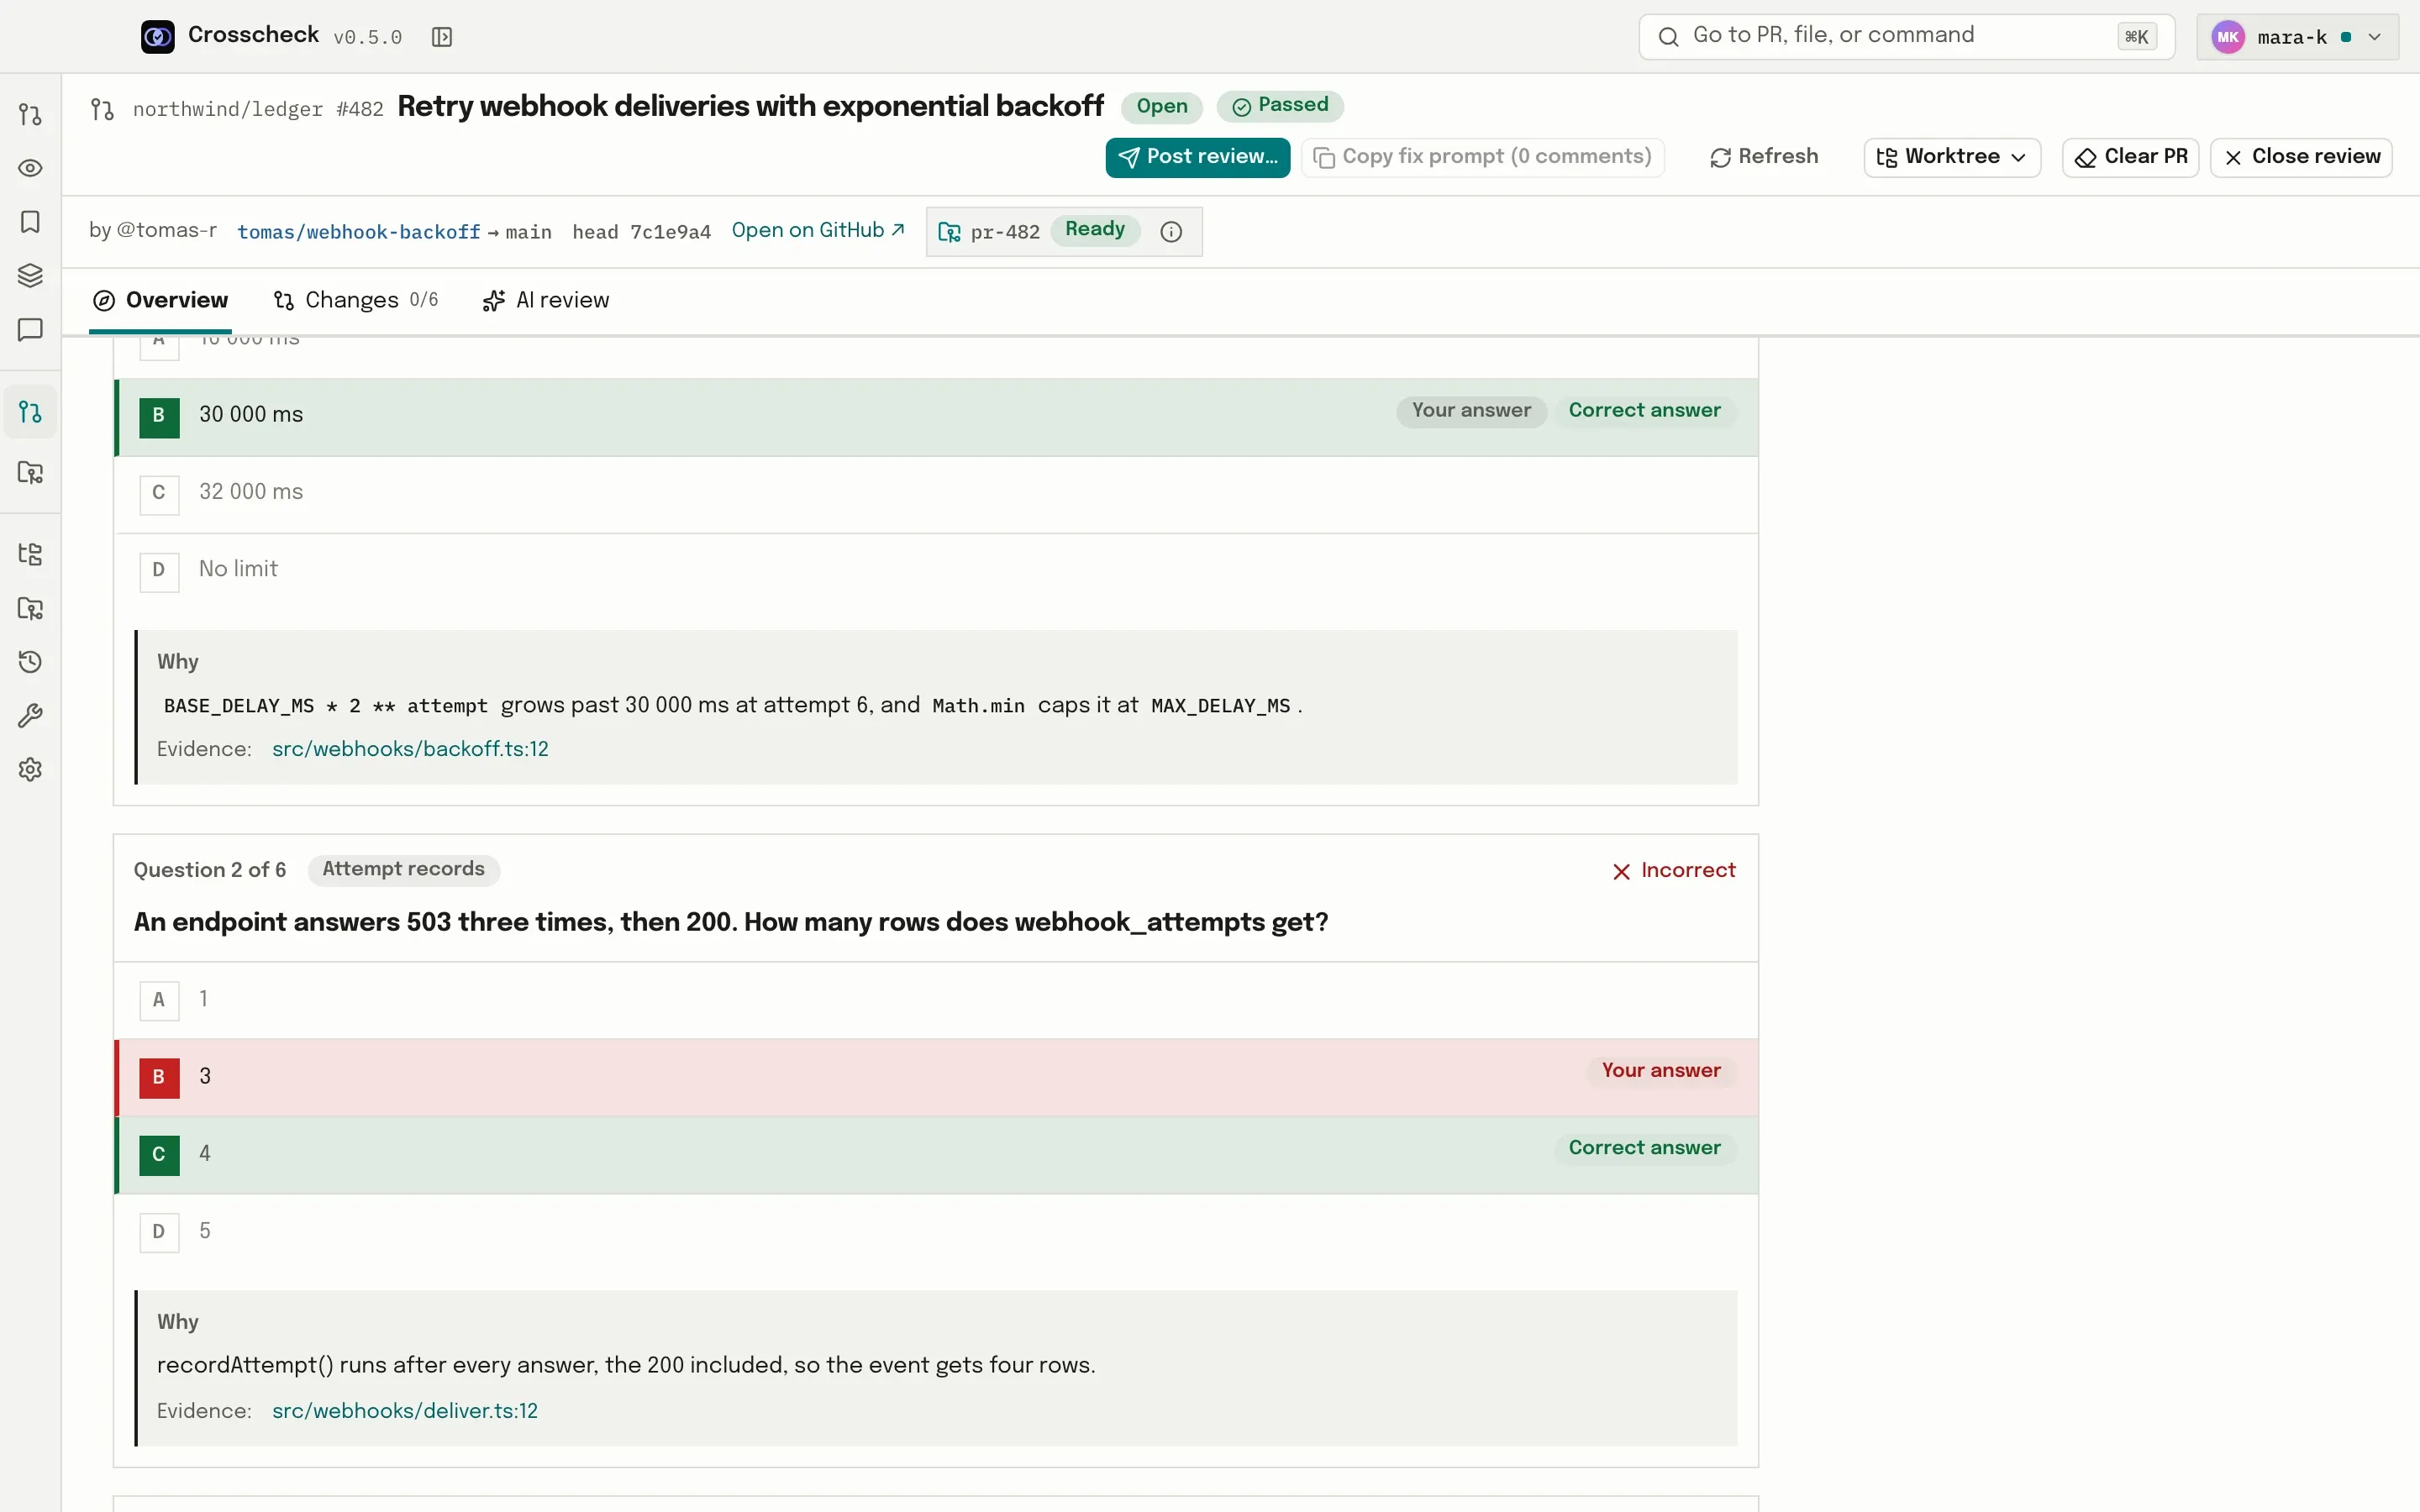 Crosscheck v0.5.0
Go to PR, file, or command ⌘K
MK mara-k
northwind/ledger #482 Retry webhook deliveries with exponential backoff Open Passed
Post review… Copy fix prompt (0 comments) Refresh Worktree Clear PR Close review
by @tomas-r tomas/webhook-backoff → main head 7c1e9a4 Open on GitHub ↗ pr-482 Ready
Overview Changes 0/6 AI review
B 30 000 ms Your answer Correct answer
C 32 000 ms
D No limit
Why
BASE_DELAY_MS * 2 ** attempt grows past 30 000 ms at attempt 6, and Math.min caps it at MAX_DELAY_MS .
Evidence: src/webhooks/backoff.ts:12
Question 2 of 6 Attempt records Incorrect
An endpoint answers 503 three times, then 200. How many rows does webhook_attempts get?
A 1
B 3 Your answer
C 4 Correct answer
D 5
Why
recordAttempt() runs after every answer, the 200 included, so the event gets four rows.
Evidence: src/webhooks/deliver.ts:12